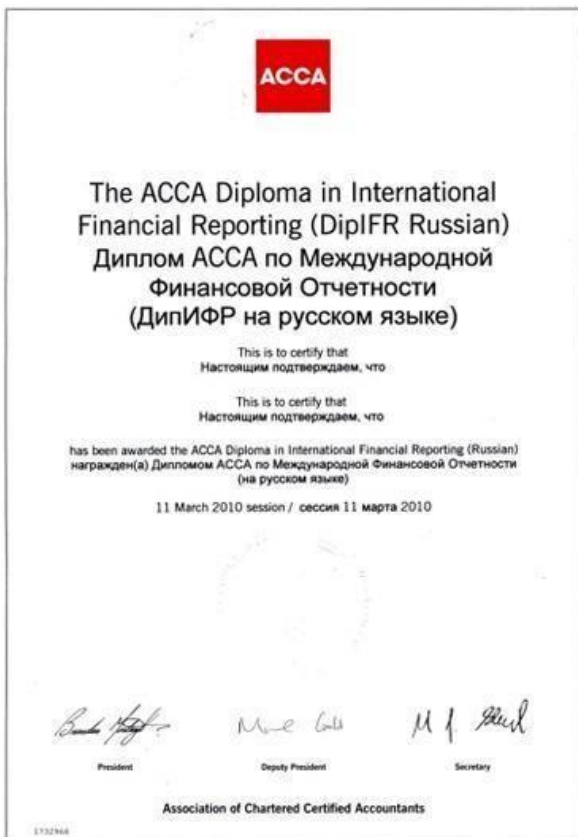 ACCA
The ACCA Diploma in International
Financial Reporting (DipIFR Russian)
Диплом АССА по Международной
Финансовой Отчетности
(ДипИФР на русском языке)
This is to certify that
Настоящим подтверждаем, что
This is to certify that
Настоящим подтверждаем, что
has been awarded the ACCA Diploma in International Financial Reporting (Russian)
награжден(а) Дипломом АССА по Международной Финансовой Отчетности
(на русском языке)
11 March 2010 session / сессия 11 марта 2010
President
Deputy President
Secretary
Association of Chartered Certified Accountants
1732968